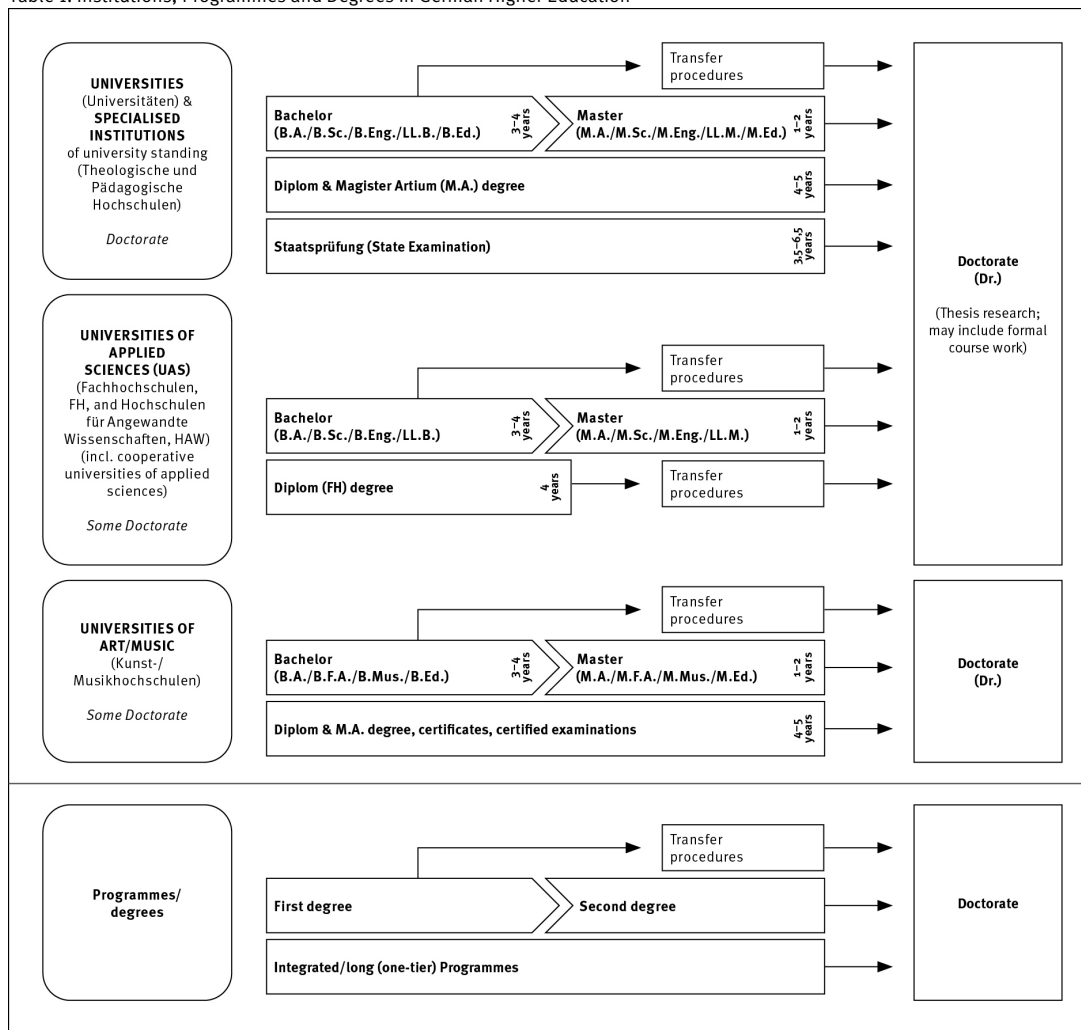 Table 1: Institutions, Programmes and Degrees in German Higher Education
UNIVERSITIES
(Universitäten) &
SPECIALISED
INSTITUTIONS
of university standing
(Theologische und
Pädagogische
Hochschulen)
Doctorate
Transfer
procedures
Bachelor
(B.A./B.Sc./B.Eng./LL.B./B.Ed.)
3–4
years
Master
(M.A./M.Sc./M.Eng./LL.M./M.Ed.)
1–2
years
Diplom & Magister Artium (M.A.) degree
4–5
years
Staatsprüfung (State Examination)
3,5–6,5
years
Doctorate
(Dr.)
(Thesis research;
may include formal
course work)
UNIVERSITIES OF
APPLIED
SCIENCES (UAS)
(Fachhochschulen,
FH, and Hochschulen
für Angewandte
Wissenschaften, HAW)
(incl. cooperative
universities of applied
sciences)
Some Doctorate
Transfer
procedures
Bachelor
(B.A./B.Sc./B.Eng./LL.B.)
3–4
years
Master
(M.A./M.Sc./M.Eng./LL.M.)
1–2
years
Diplom (FH) degree
4
years
Transfer
procedures
UNIVERSITIES OF
ART/MUSIC
(Kunst-/
Musikhochschulen)
Some Doctorate
Transfer
procedures
Bachelor
(B.A./B.F.A./B.Mus./B.Ed.)
3–4
years
Master
(M.A./M.F.A./M.Mus./M.Ed.)
1–2
years
Diplom & M.A. degree, certificates, certified examinations
4–5
years
Doctorate
(Dr.)
Programmes/
degrees
Transfer
procedures
First degree
Second degree
Integrated/long (one-tier) Programmes
Doctorate